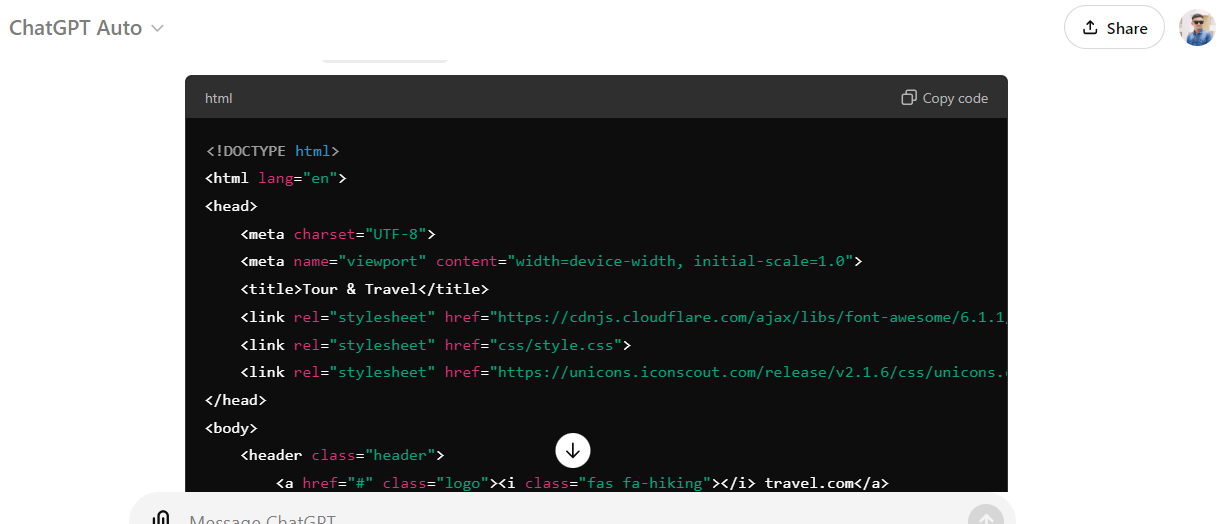 ChatGPT Auto
Share
html
Copy code
<!DOCTYPE html>
<html lang="en">
<head>
    <meta charset="UTF-8">
    <meta name="viewport" content="width=device-width, initial-scale=1.0">
    <title>Tour & Travel</title>
    <link rel="stylesheet" href="https://cdnjs.cloudflare.com/ajax/libs/font-awesome/6.1.1/
    <link rel="stylesheet" href="css/style.css">
    <link rel="stylesheet" href="https://unicons.iconscout.com/release/v2.1.6/css/unicons.
</head>
<body>
    <header class="header">
        <a href="#" class="logo"><i class="fas fa-hiking"></i> travel.com</a>
Message ChatGPT